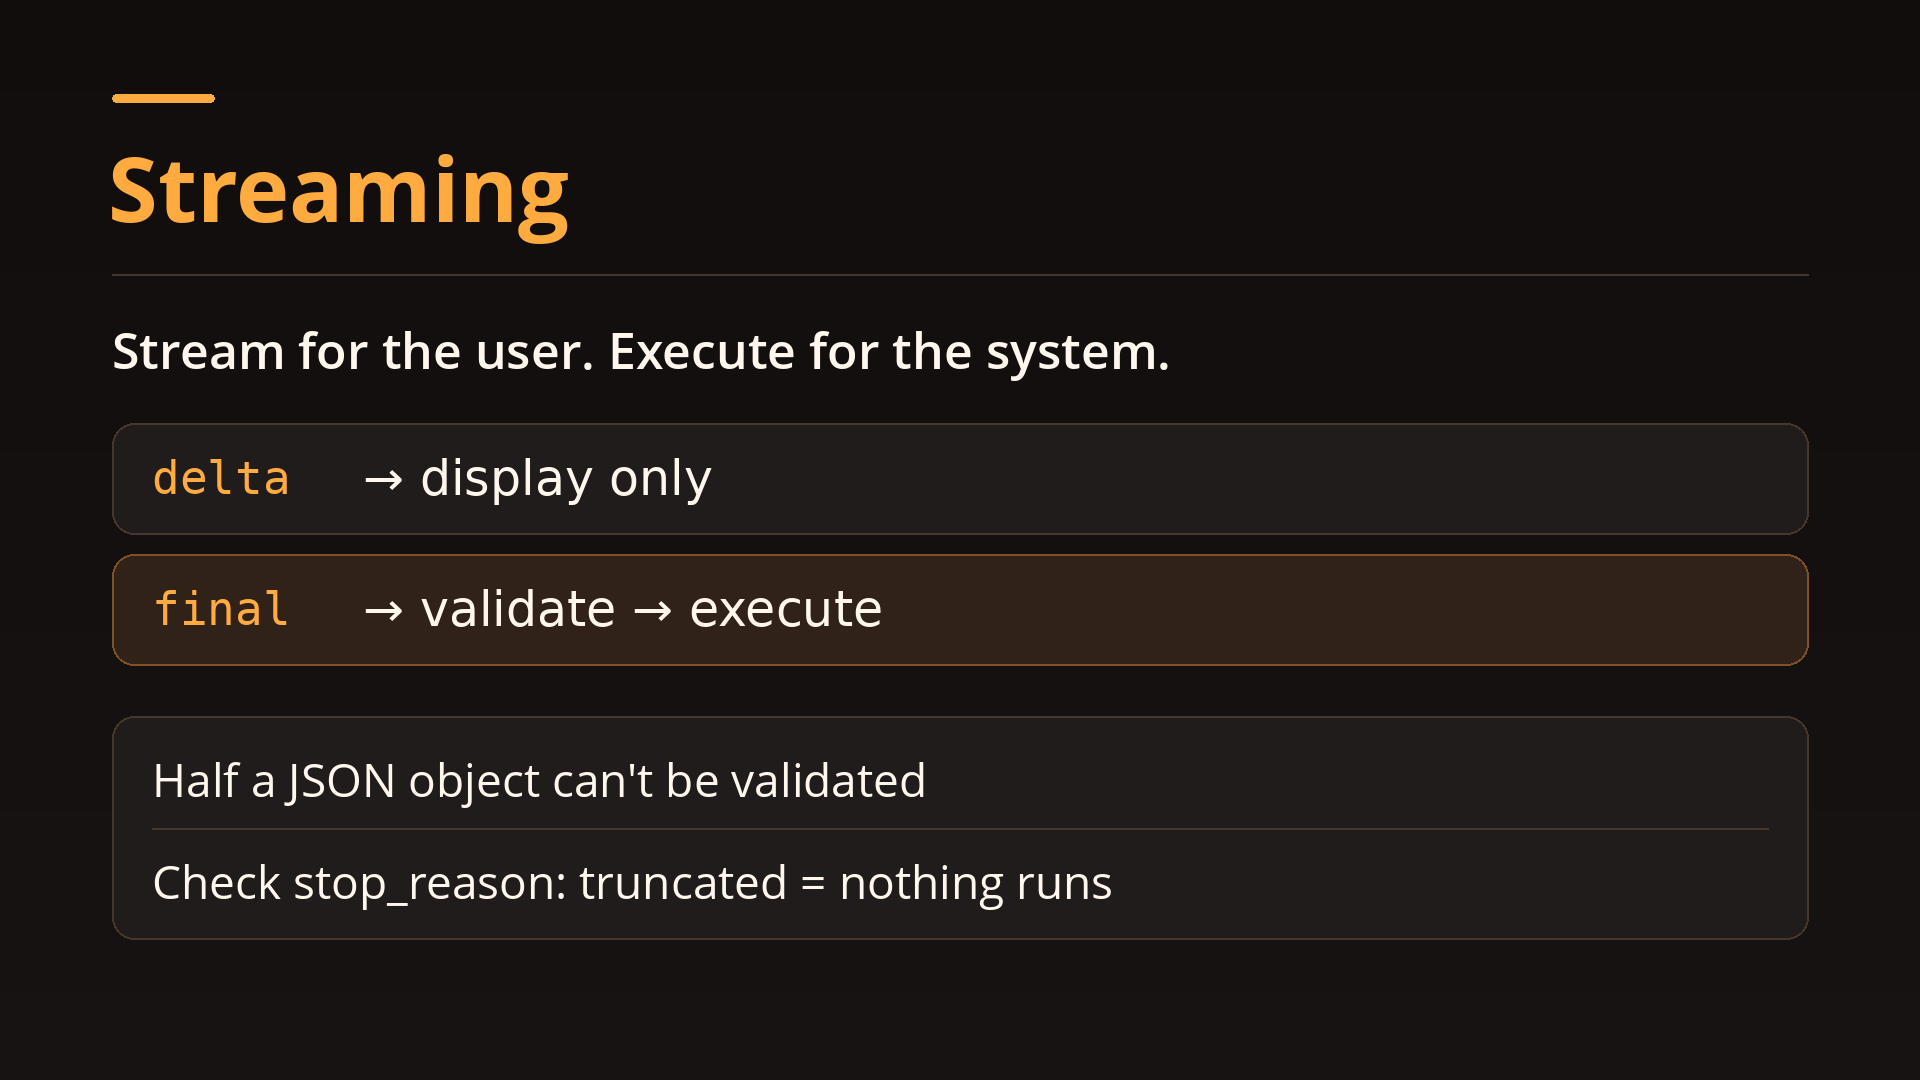 Streaming
Stream for the user. Execute for the system.
delta → display only
final → validate → execute
Half a JSON object can't be validated
Check stop_reason: truncated = nothing runs